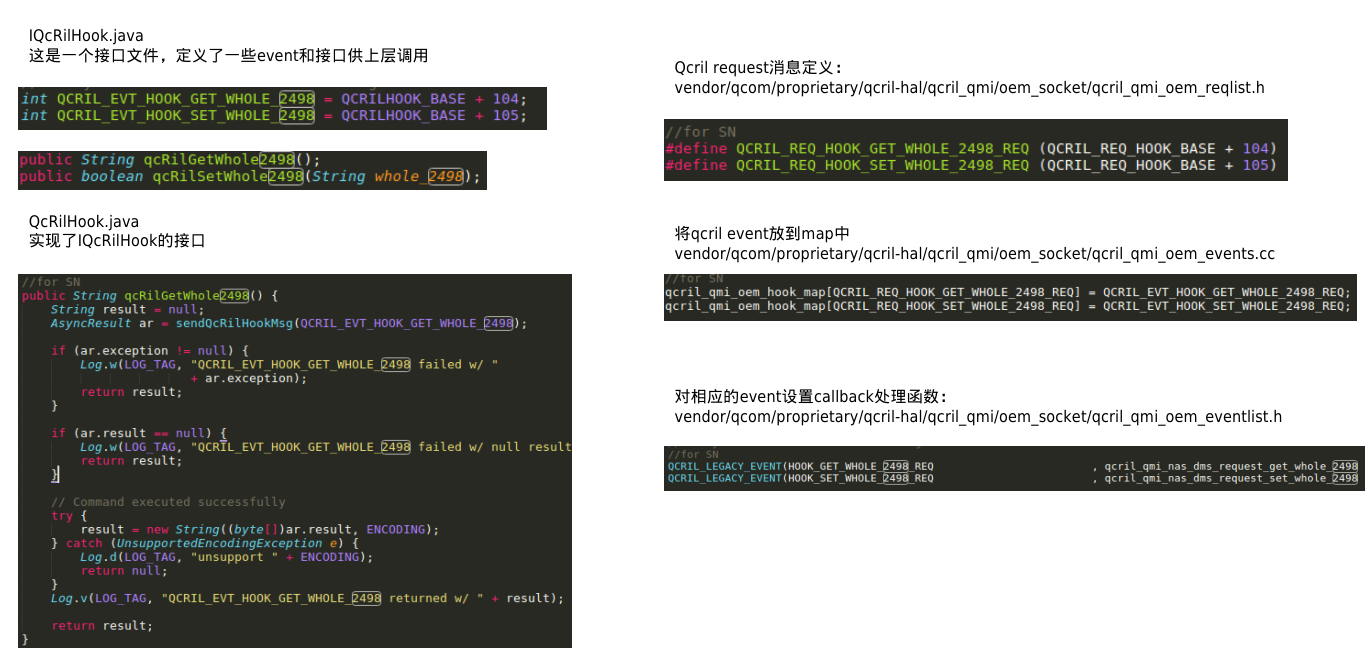 IQcRilHook.java
这是一个接口文件，定义了一些event和接口供上层调用
int QCRIL_EVT_HOOK_GET_WHOLE_2498 = QCRILHOOK_BASE + 104;
int QCRIL_EVT_HOOK_SET_WHOLE_2498 = QCRILHOOK_BASE + 105;
public String qcRilGetWhole2498();
public boolean qcRilSetWhole2498(String whole_2498);
QcRilHook.java
实现了IQcRilHook的接口
//for SN
public String qcRilGetWhole2498() {
String result = null;
AsyncResult ar = sendQcRilHookMsg(QCRIL_EVT_HOOK_GET_WHOLE_2498);
if (ar.exception != null) {
Log.w(LOG_TAG, "QCRIL_EVT_HOOK_GET_WHOLE_2498 failed w/ "
+ ar.exception);
return result;
}
if (ar.result == null) {
Log.w(LOG_TAG, "QCRIL_EVT_HOOK_GET_WHOLE_2498 failed w/ null result
return result;
}
// Command executed successfully
try {
result = new String((byte[])ar.result, ENCODING);
} catch (UnsupportedEncodingException e) {
Log.d(LOG_TAG, "unsupport " + ENCODING);
return null;
}
Log.v(LOG_TAG, "QCRIL_EVT_HOOK_GET_WHOLE_2498 returned w/ " + result);
return result;
}
Qcril request消息定义：
vendor/qcom/proprietary/qcril-hal/qcril_qmi/oem_socket/qcril_qmi_oem_reqlist.h
//for SN
#define QCRIL_REQ_HOOK_GET_WHOLE_2498_REQ (QCRIL_REQ_HOOK_BASE + 104)
#define QCRIL_REQ_HOOK_SET_WHOLE_2498_REQ (QCRIL_REQ_HOOK_BASE + 105)
将qcril event放到map中
vendor/qcom/proprietary/qcril-hal/qcril_qmi/oem_socket/qcril_qmi_oem_events.cc
//for SN
qcril_qmi_oem_hook_map[QCRIL_REQ_HOOK_GET_WHOLE_2498_REQ] = QCRIL_EVT_HOOK_GET_WHOLE_2498_REQ;
qcril_qmi_oem_hook_map[QCRIL_REQ_HOOK_SET_WHOLE_2498_REQ] = QCRIL_EVT_HOOK_SET_WHOLE_2498_REQ;
对相应的event设置callback处理函数：
vendor/qcom/proprietary/qcril-hal/qcril_qmi/oem_socket/qcril_qmi_oem_eventlist.h
//for SN
QCRIL_LEGACY_EVENT(HOOK_GET_WHOLE_2498_REQ , qcril_qmi_nas_dms_request_get_whole_2498
QCRIL_LEGACY_EVENT(HOOK_SET_WHOLE_2498_REQ , qcril_qmi_nas_dms_request_set_whole_2498